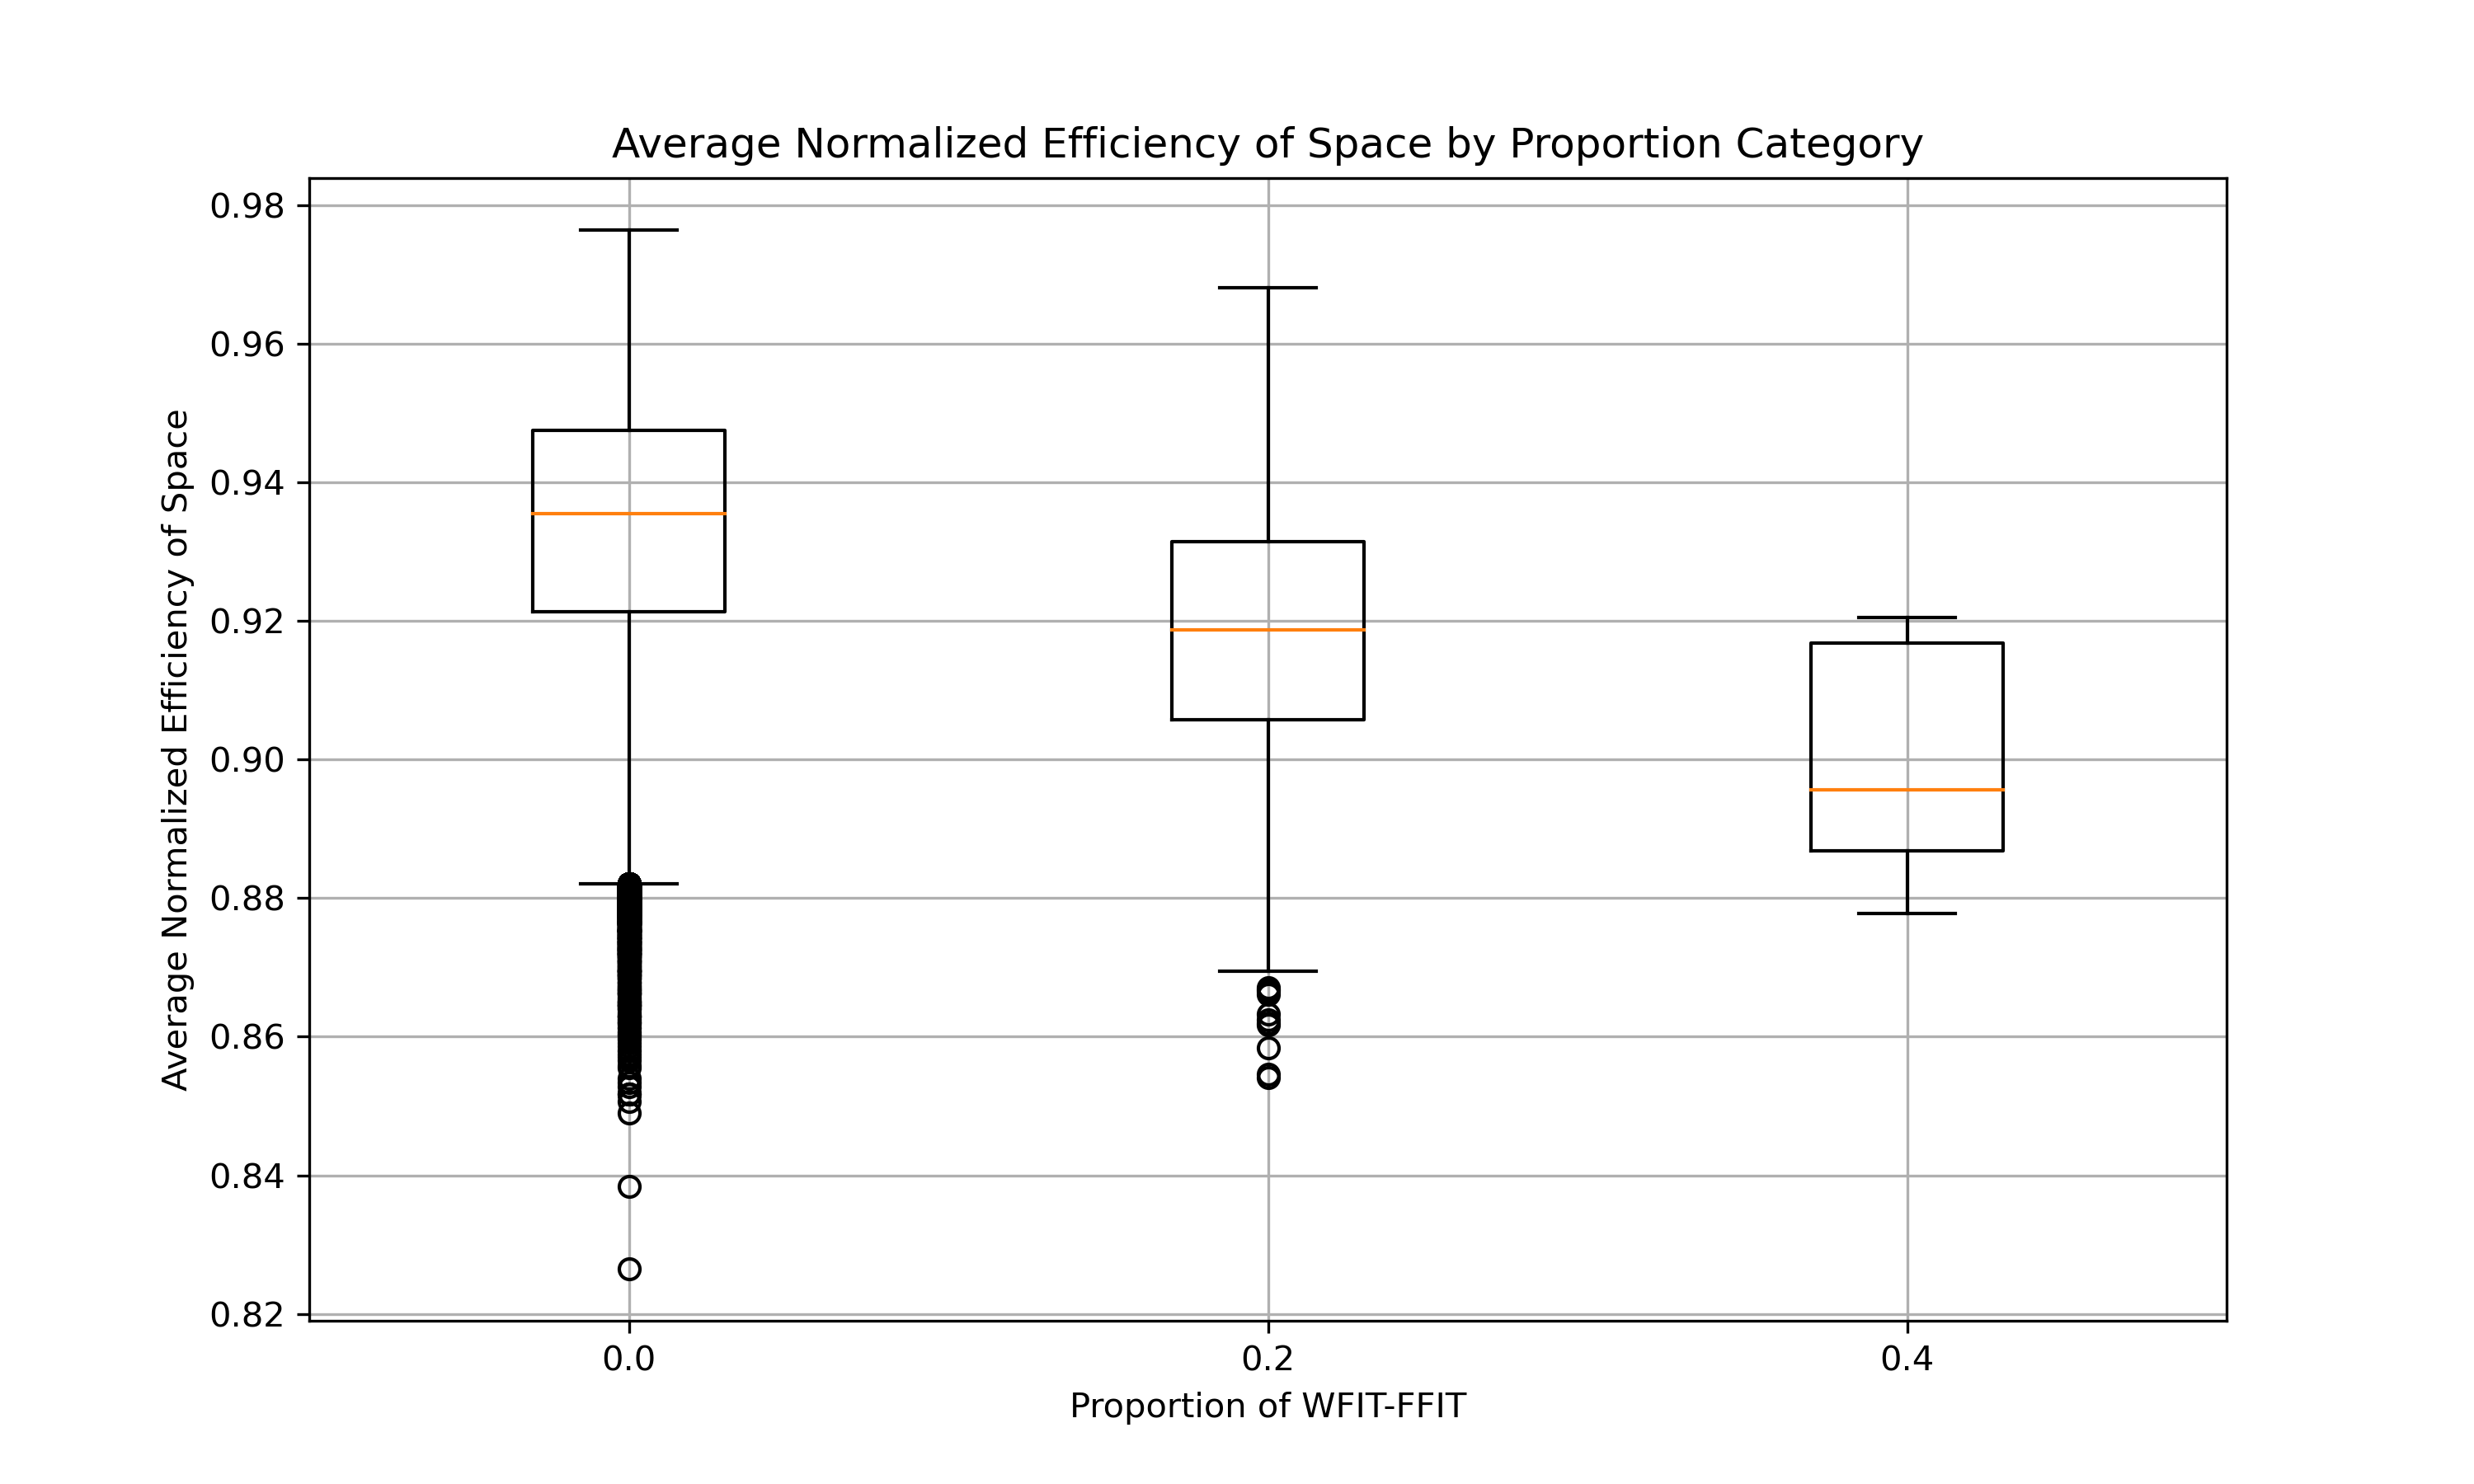 Average Normalized Efficiency of Space by Proportion Category
Average Normalized Efficiency of Space
0.98
0.96
0.94
0.92
0.90
0.88
0.86
0.84
0.82
0.0 0.2 0.4
Proportion of WFIT-FFIT